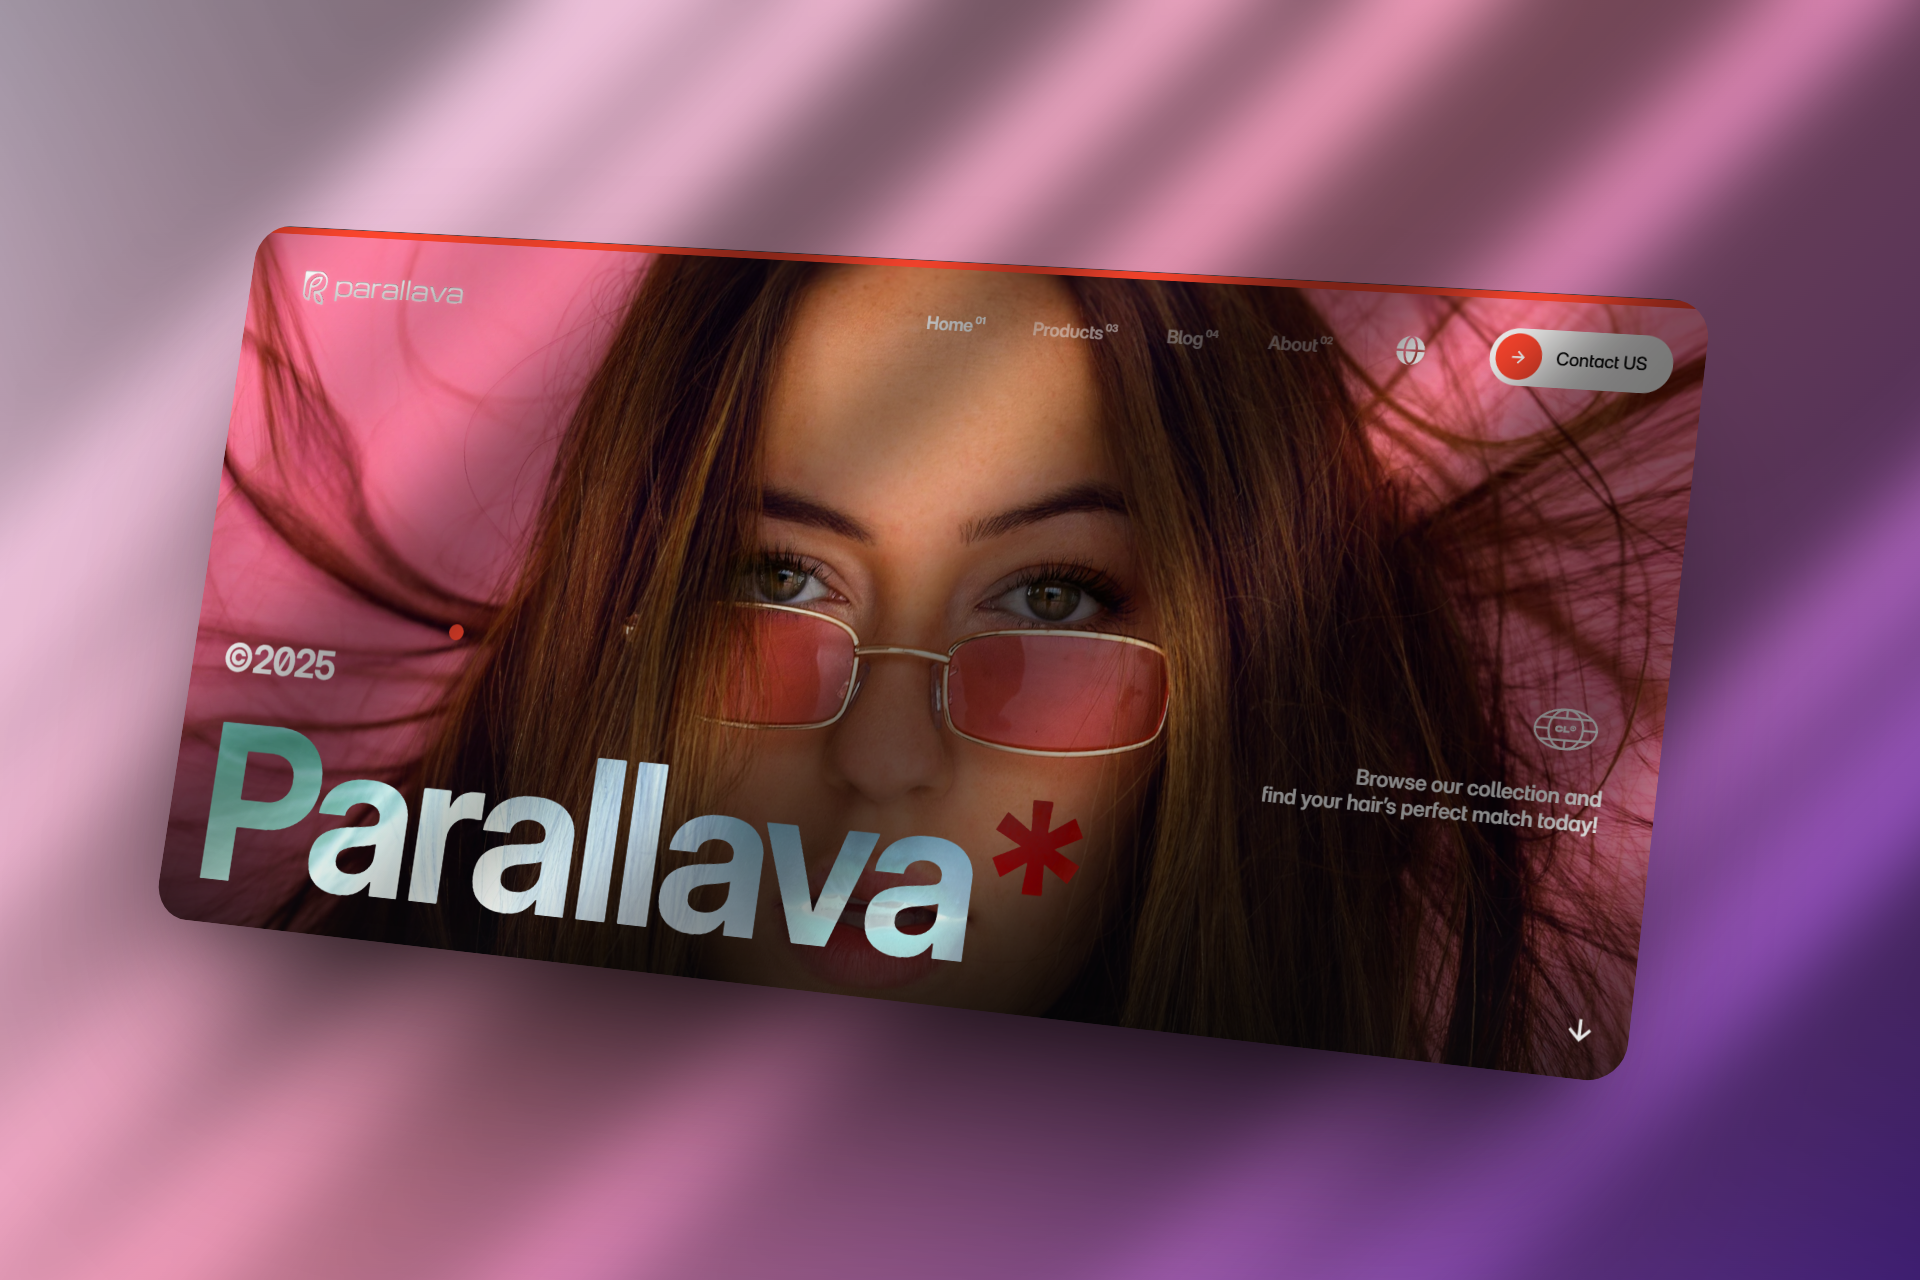 parallava
Home 01
Products 03
Blog 04
About 02
Contact US
©2025
Parallava*
CL®
Browse our collection and
find your hair's perfect match today!